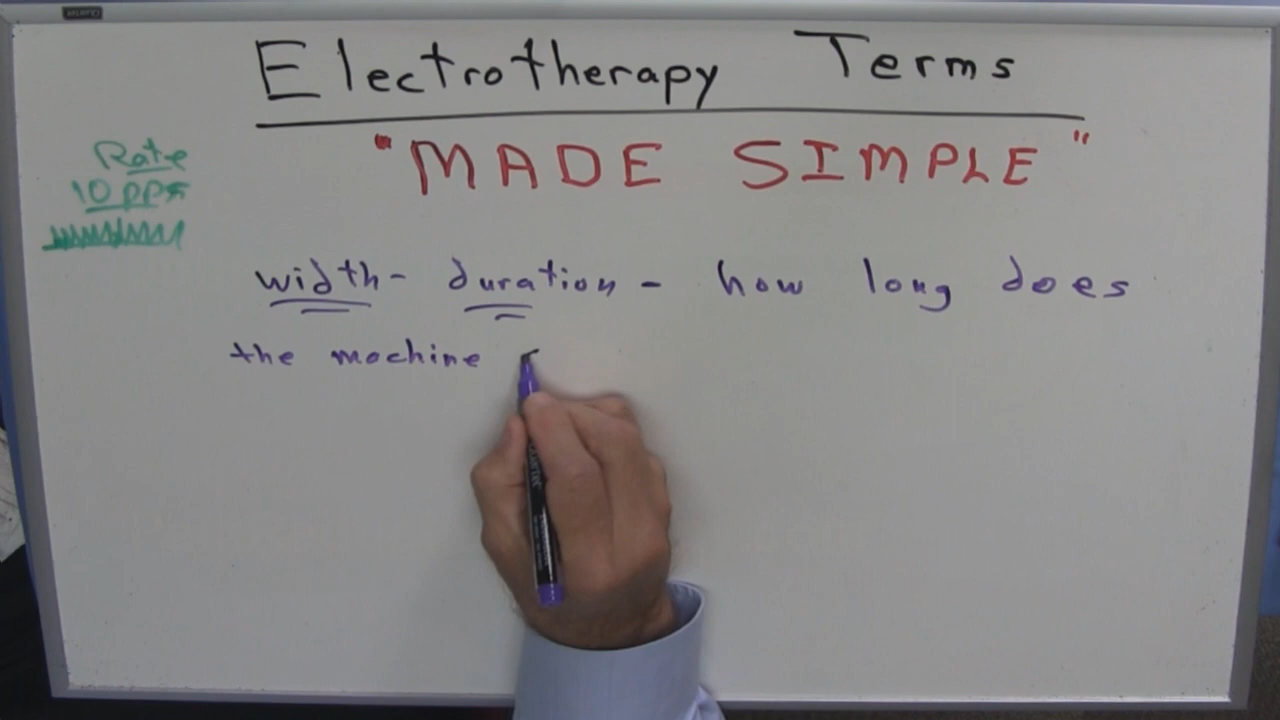 Electrotherapy Terms
"MADE SIMPLE"
Rate
10 pps
width - duration - how long does
the machine